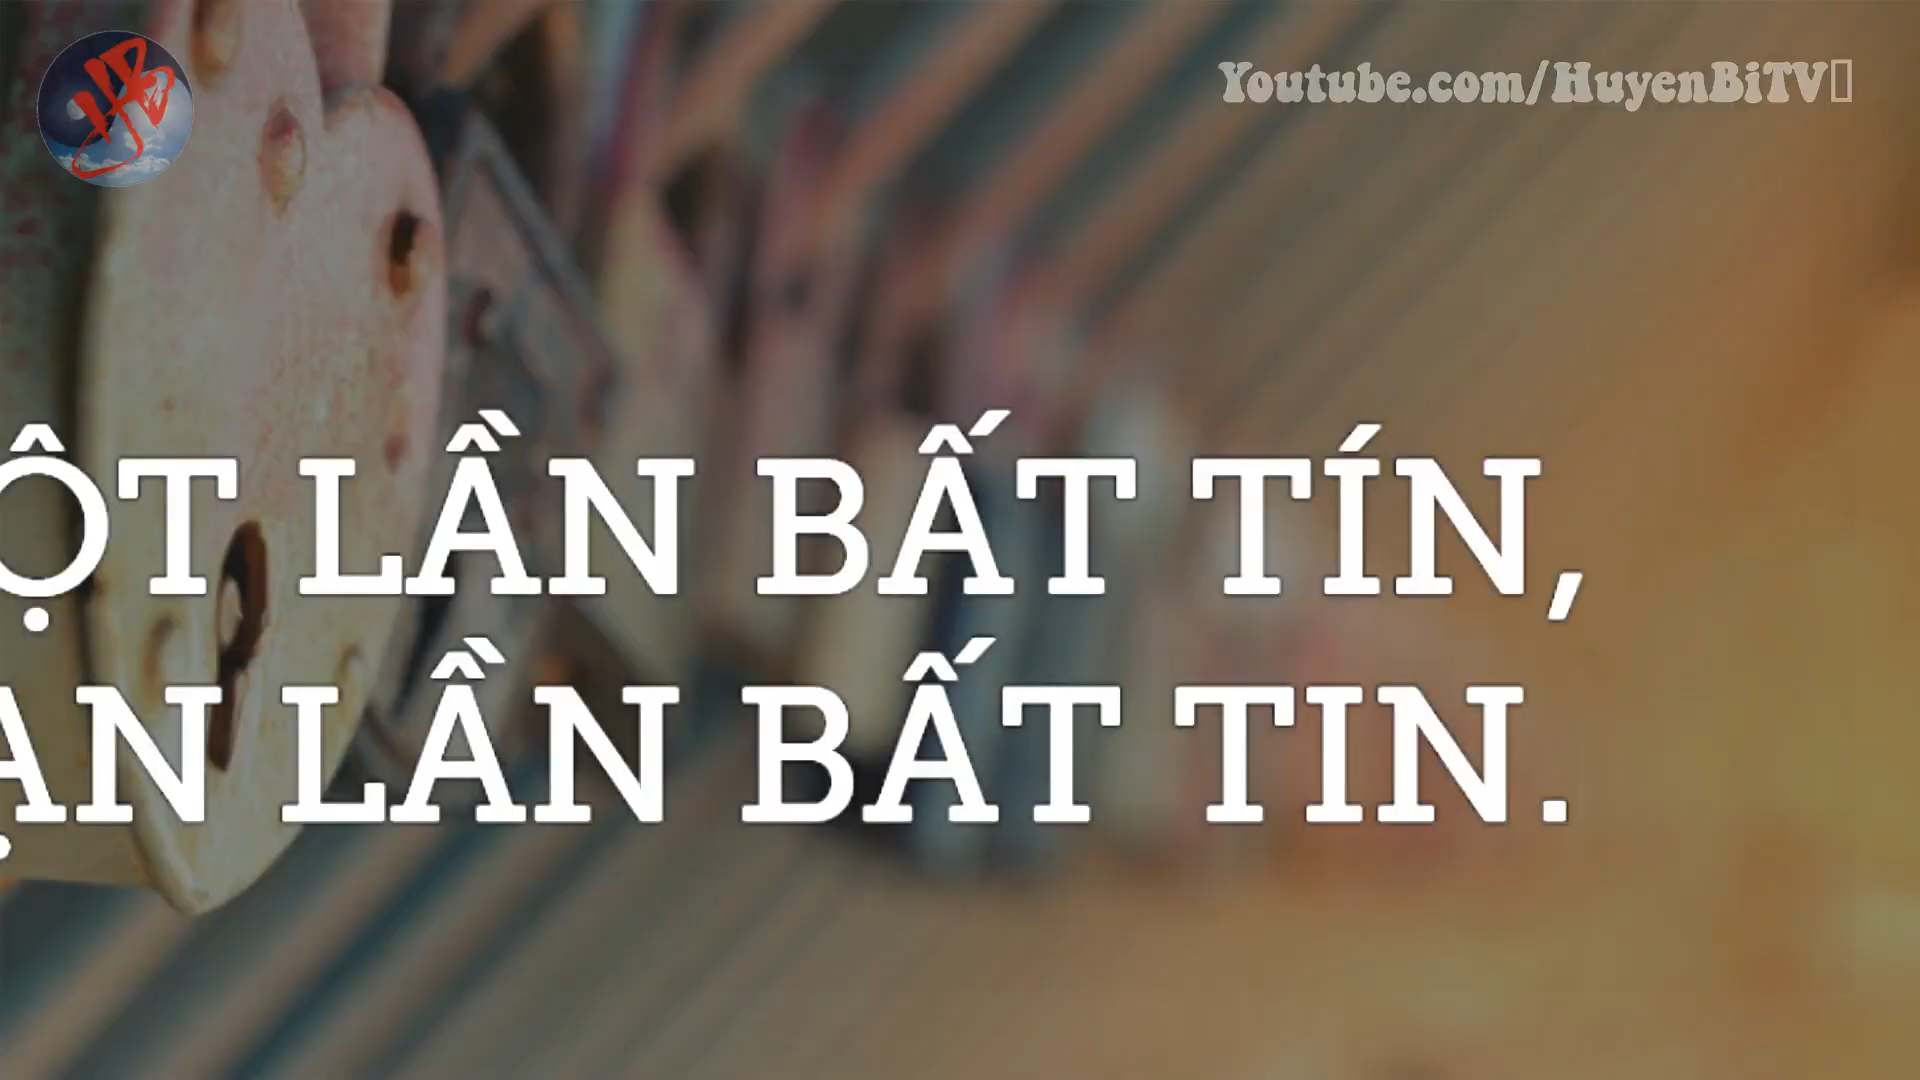 Youtube.com/HuyenBiTV
ỘT LẦN BẤT TÍN,
ẠN LẦN BẤT TIN.